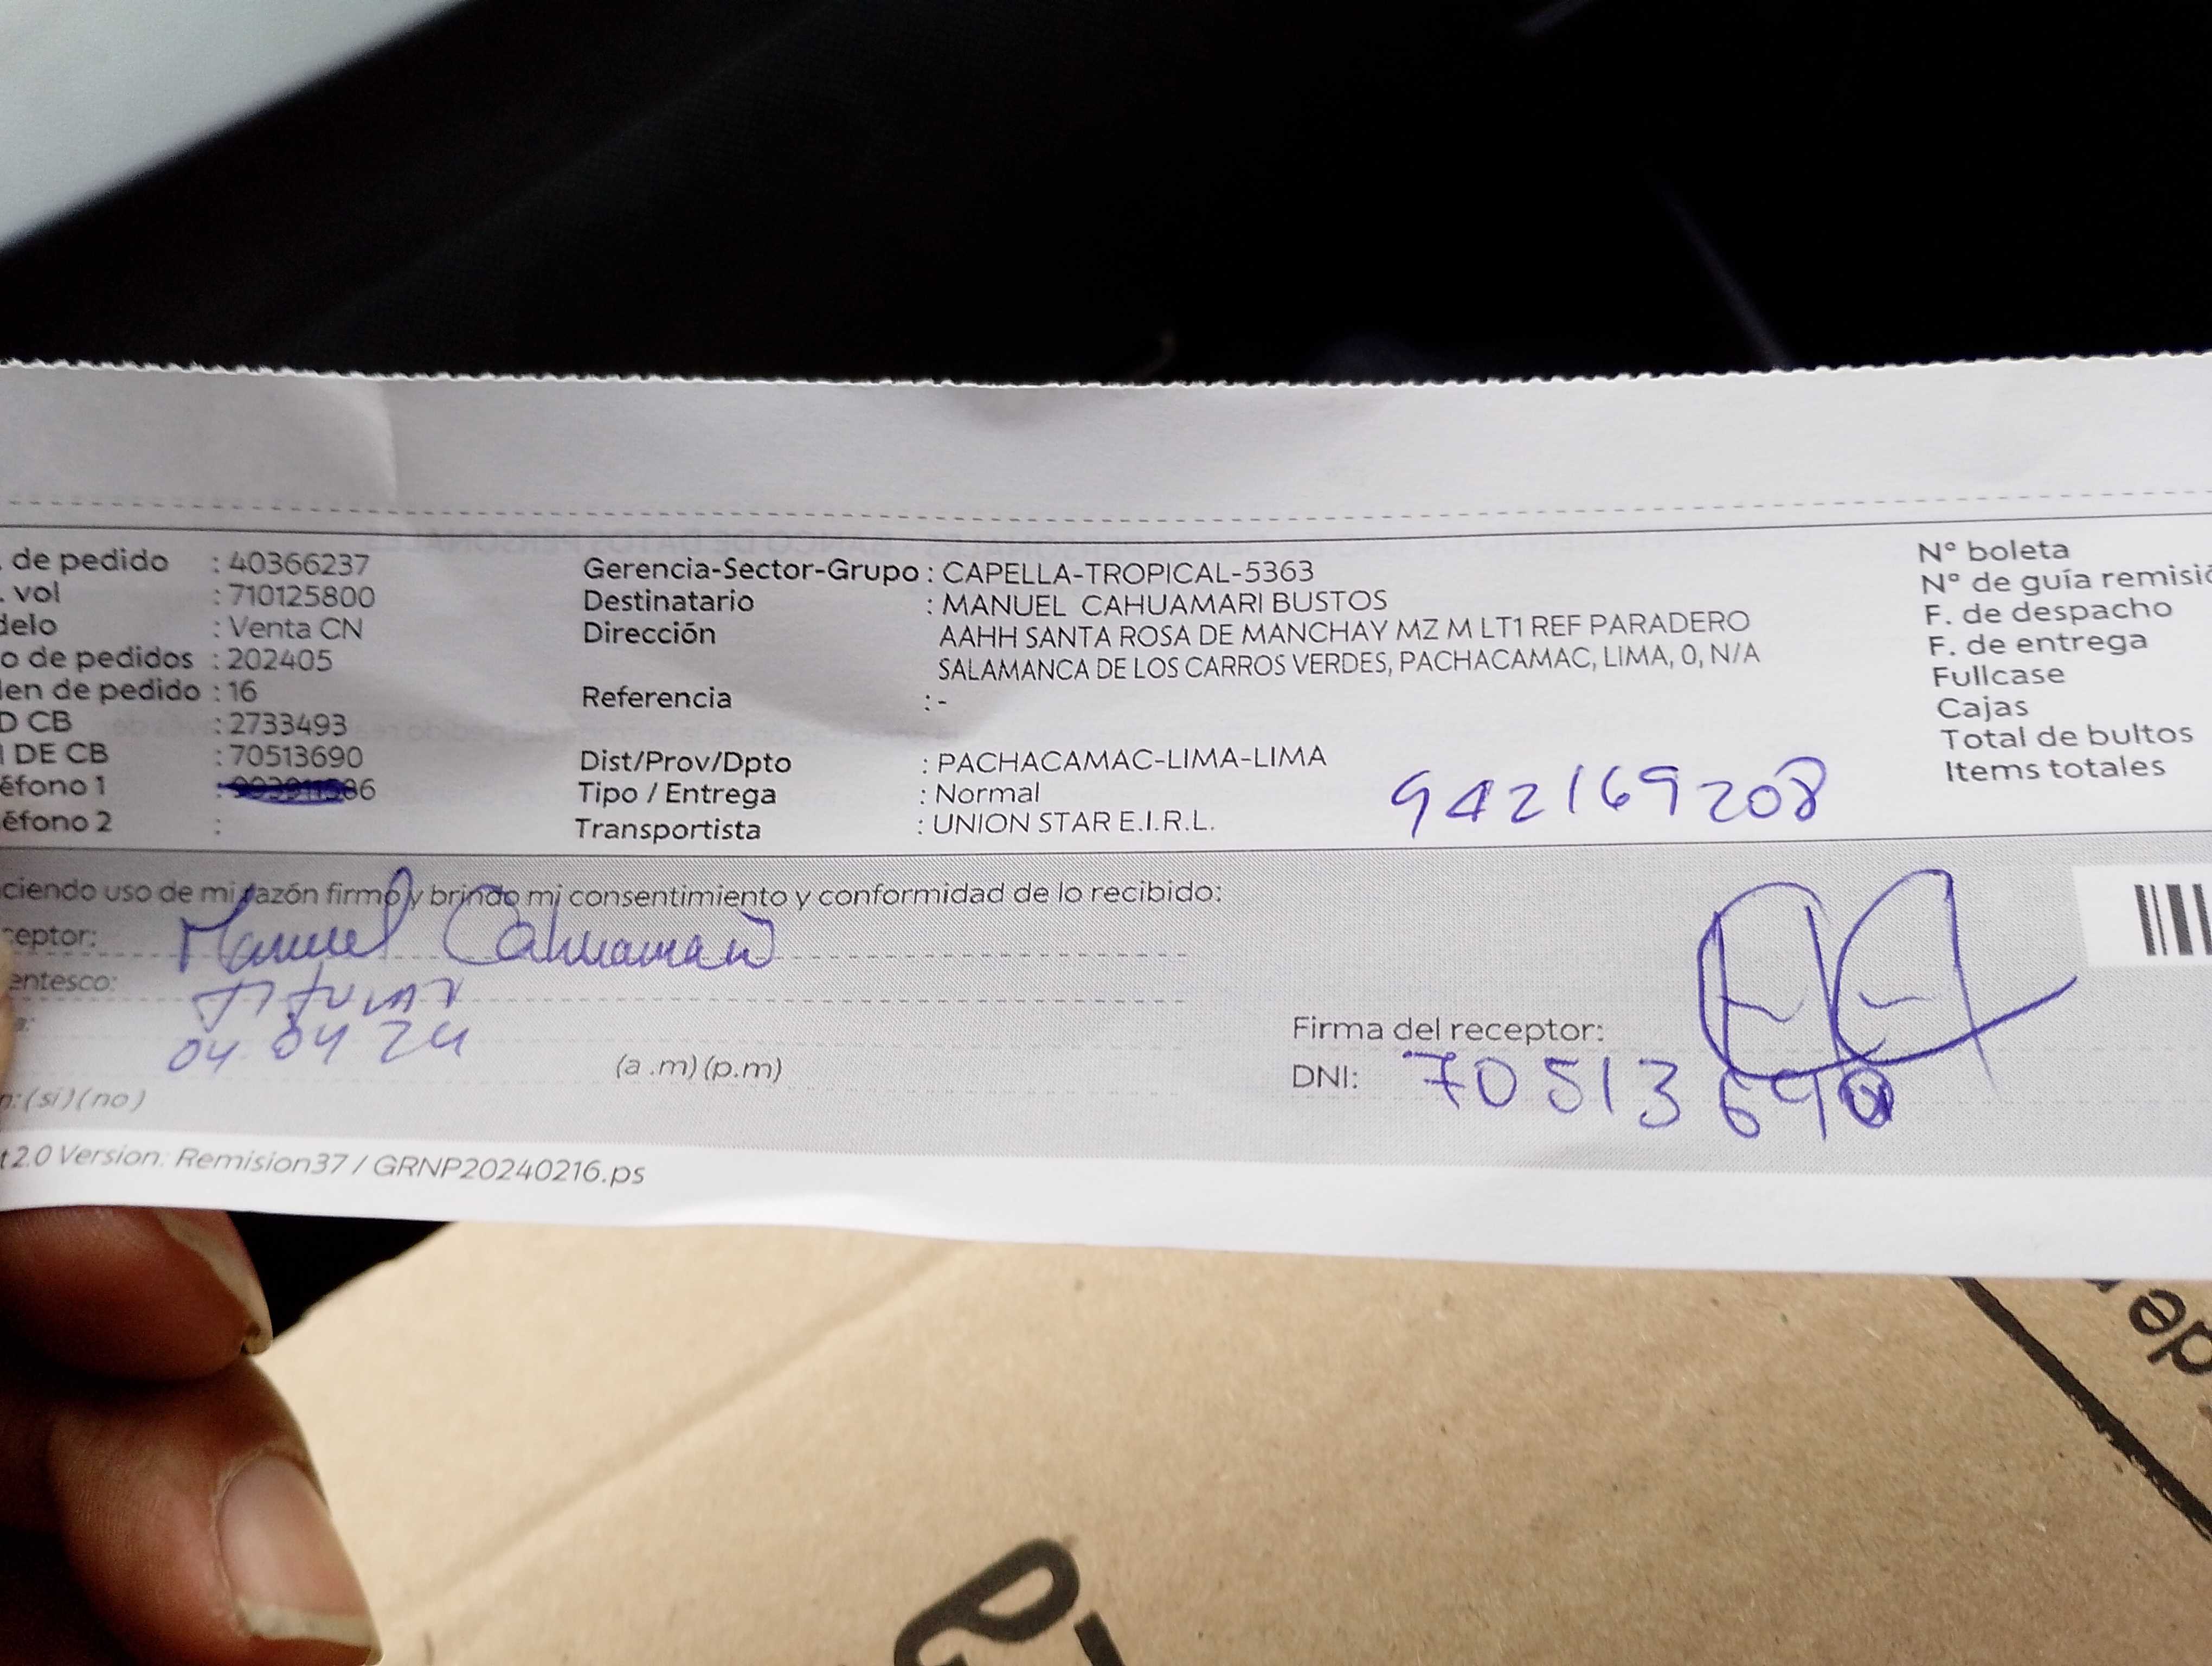 de pedido : 40366237
. vol : 710125800
delo : Venta CN
o de pedidos : 202405
den de pedido : 16
D CB : 2733493
I DE CB : 70513690
éfono 1 :
éfono 2 :
Gerencia-Sector-Grupo : CAPELLA-TROPICAL-5363
Destinatario : MANUEL CAHUAMARI BUSTOS
Dirección AAHH SANTA ROSA DE MANCHAY MZ M LT1 REF PARADERO
SALAMANCA DE LOS CARROS VERDES, PACHACAMAC, LIMA, 0, N/A
Referencia : -
Dist/Prov/Dpto : PACHACAMAC-LIMA-LIMA
Tipo / Entrega : Normal
Transportista : UNION STAR E.I.R.L.
942169208
N° boleta
N° de guía remisió
F. de despacho
F. de entrega
Fullcase
Cajas
Total de bultos
Items totales
ciendo uso de mi razón firmo y brindo mi consentimiento y conformidad de lo recibido:
ceptor: Manuel Cahuamari
entesco: Titular
04 04 24
(a .m) (p.m)
n: (sí) (no)
Firma del receptor:
DNI: 70513690
t 2.0 Version: Remision37 / GRNP20240216.ps
de